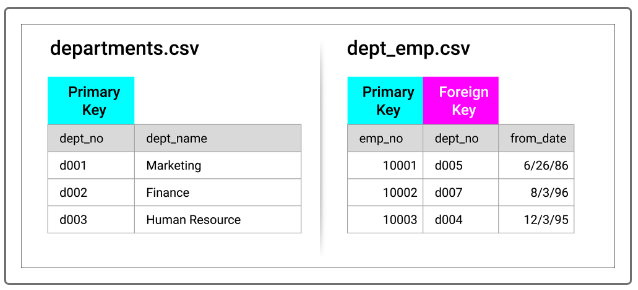 departments.csv
Primary
Key
dept_no dept_name
d001 Marketing
d002 Finance
d003 Human Resource
dept_emp.csv
Primary Foreign
Key Key
emp_no dept_no from_date
10001 d005 6/26/86
10002 d007 8/3/96
10003 d004 12/3/95